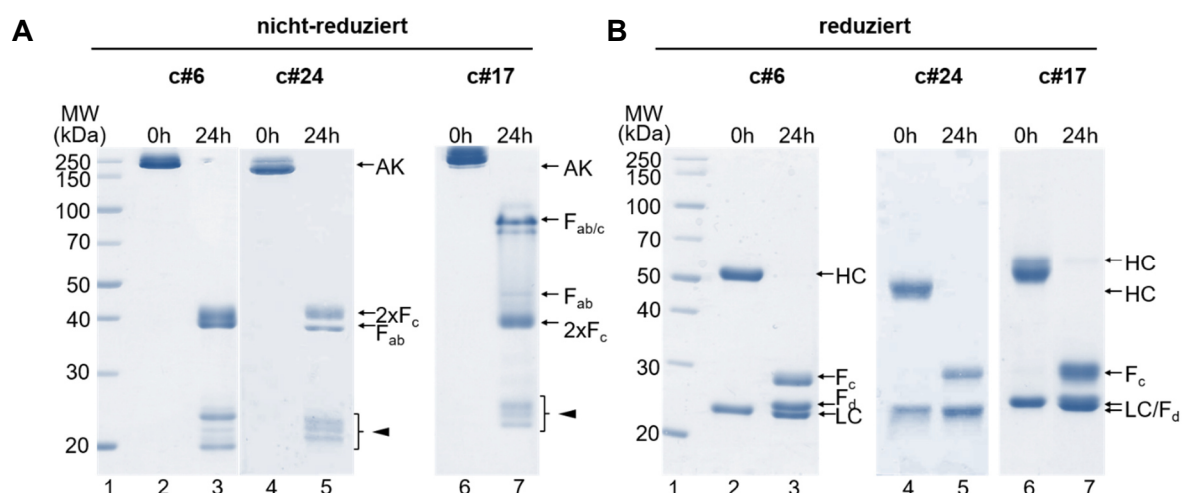 A nicht-reduziert B reduziert
c#6 c#24 c#17 c#6 c#24 c#17
MW MW
(kDa) 0h 24h 0h 24h 0h 24h (kDa) 0h 24h 0h 24h 0h 24h
250 AK AK 250
150 150
100 Fab/c 100
70 70 HC
50 Fab 50 HC HC
40 2xFc 2xFc 40
Fab
30 30 Fc Fc
Fd LC/Fd
LC
20 20
1 2 3 4 5 6 7 1 2 3 4 5 6 7